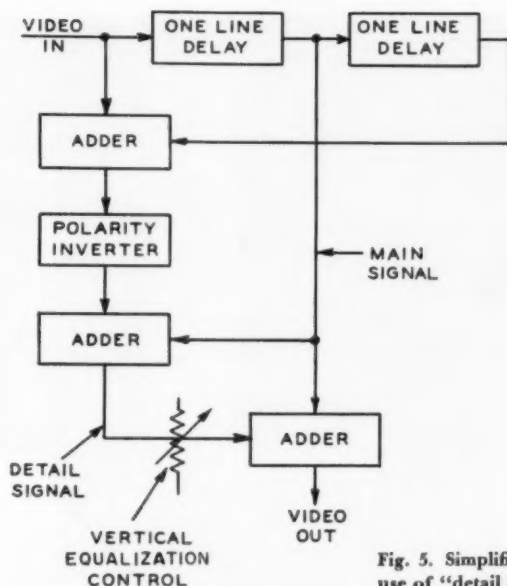 VIDEO
IN
ONE LINE
DELAY
ONE LINE
DELAY
ADDER
POLARITY
INVERTER
MAIN
SIGNAL
ADDER
ADDER
DETAIL
SIGNAL
VIDEO
OUT
VERTICAL
EQUALIZATION
CONTROL
Fig. 5. Simplifi
use of “detail